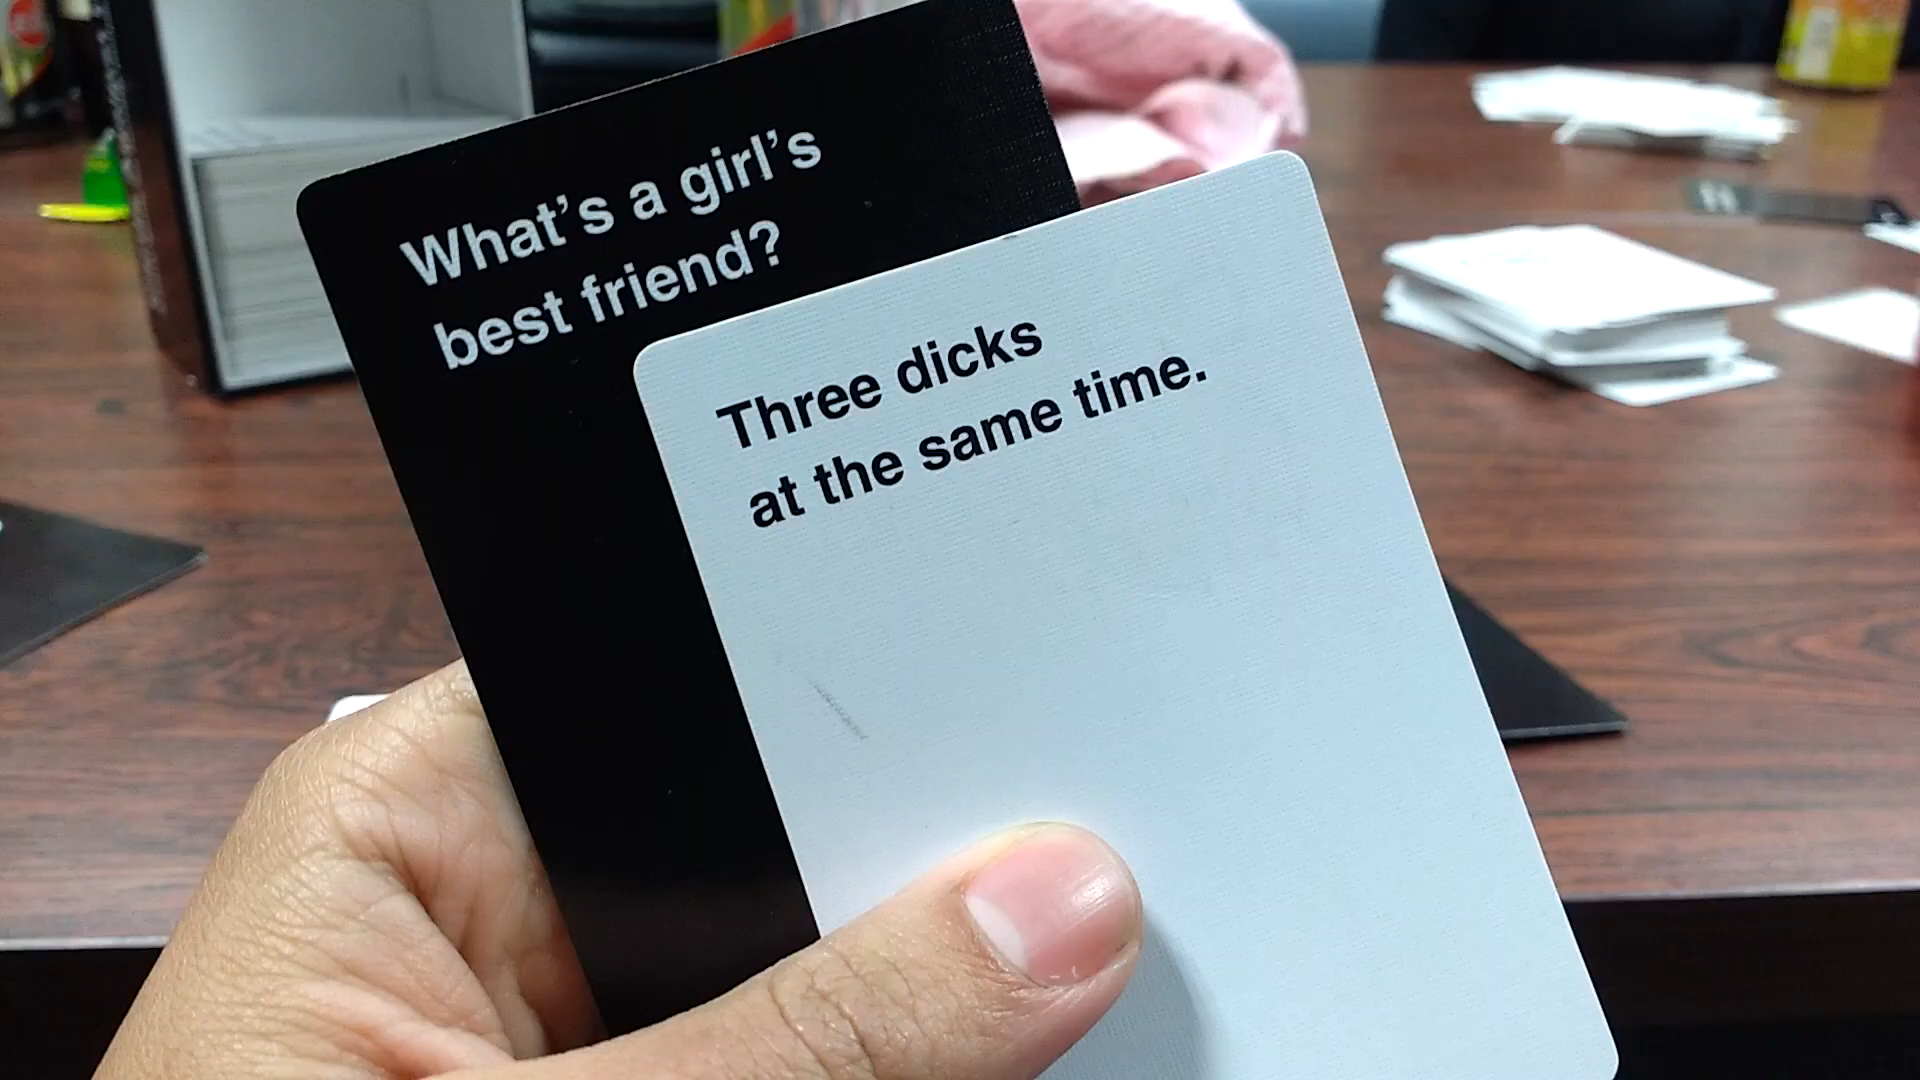 What's a girl's
best friend?
Three dicks
at the same time.